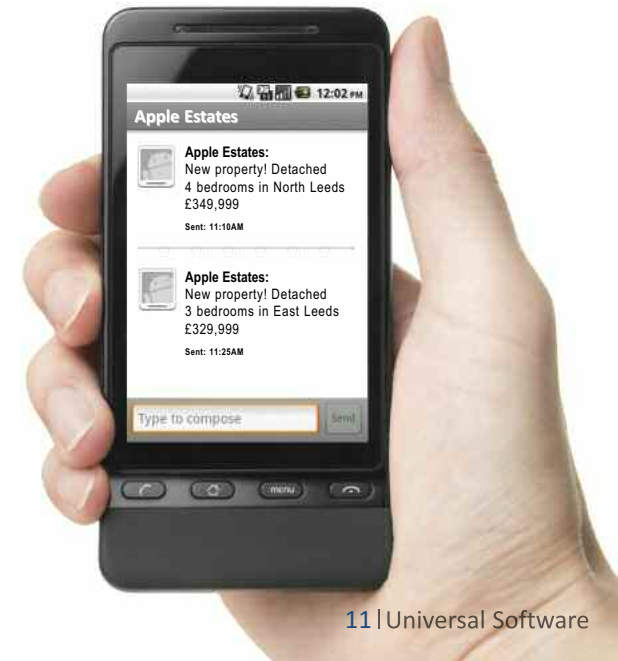 12:02 PM
Apple Estates
Apple Estates:
New property! Detached
4 bedrooms in North Leeds
£349,999
Sent: 11:10AM
Apple Estates:
New property! Detached
3 bedrooms in East Leeds
£329,999
Sent: 11:25AM
Type to compose
Send
menu
11|Universal Software